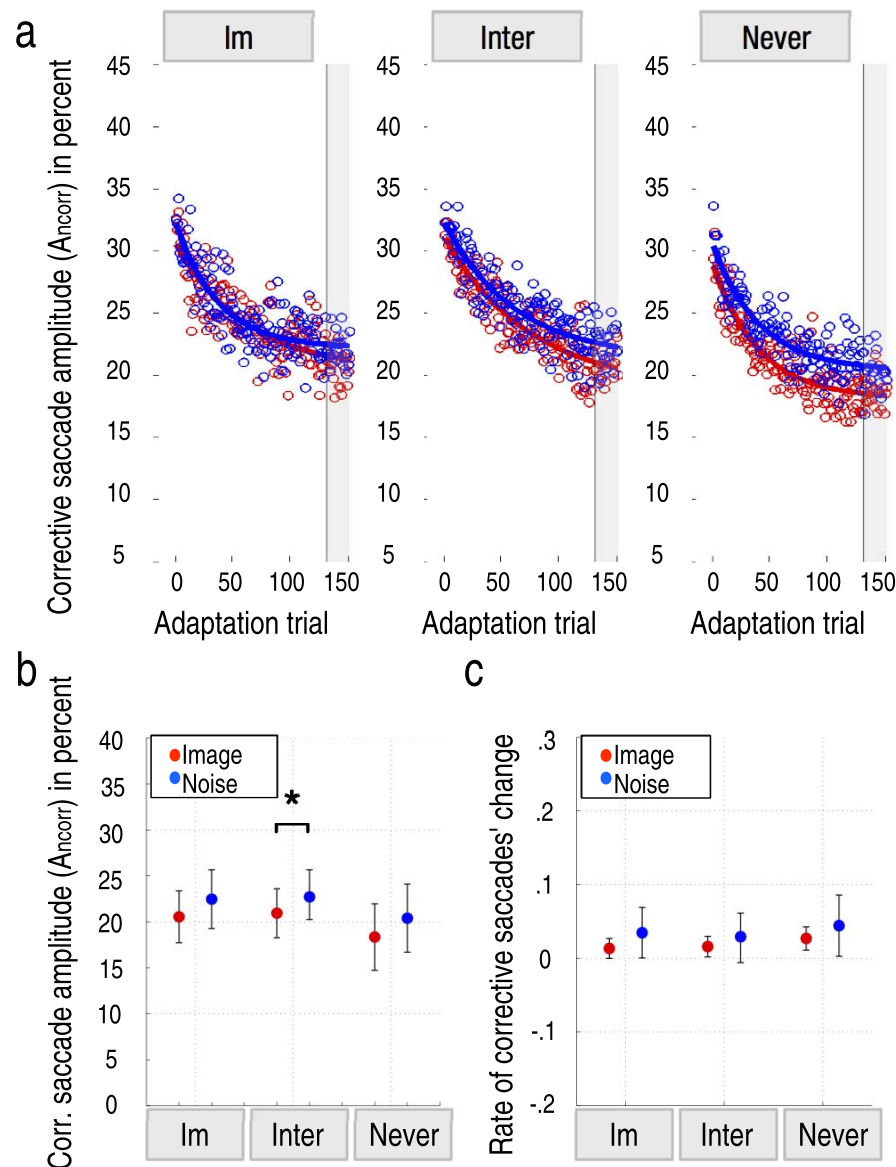 a
Im
Inter
Never
Corrective saccade amplitude (Ancorr) in percent
45 45 45
40 40 40
35 35 35
30 30 30
25 25 25
20 20 20
15 15 15
10 10 10
5 5 5
0 50 100 150 0 50 100 150 0 50 100 150
Adaptation trial Adaptation trial Adaptation trial
b
Corr. saccade amplitude (Ancorr) in percent
40
35
30
25
20
15
10
5
0
Image
Noise
*
Im Inter Never
c
Rate of corrective saccades' change
.3
.2
.1
0
-.1
-.2
Image
Noise
Im Inter Never